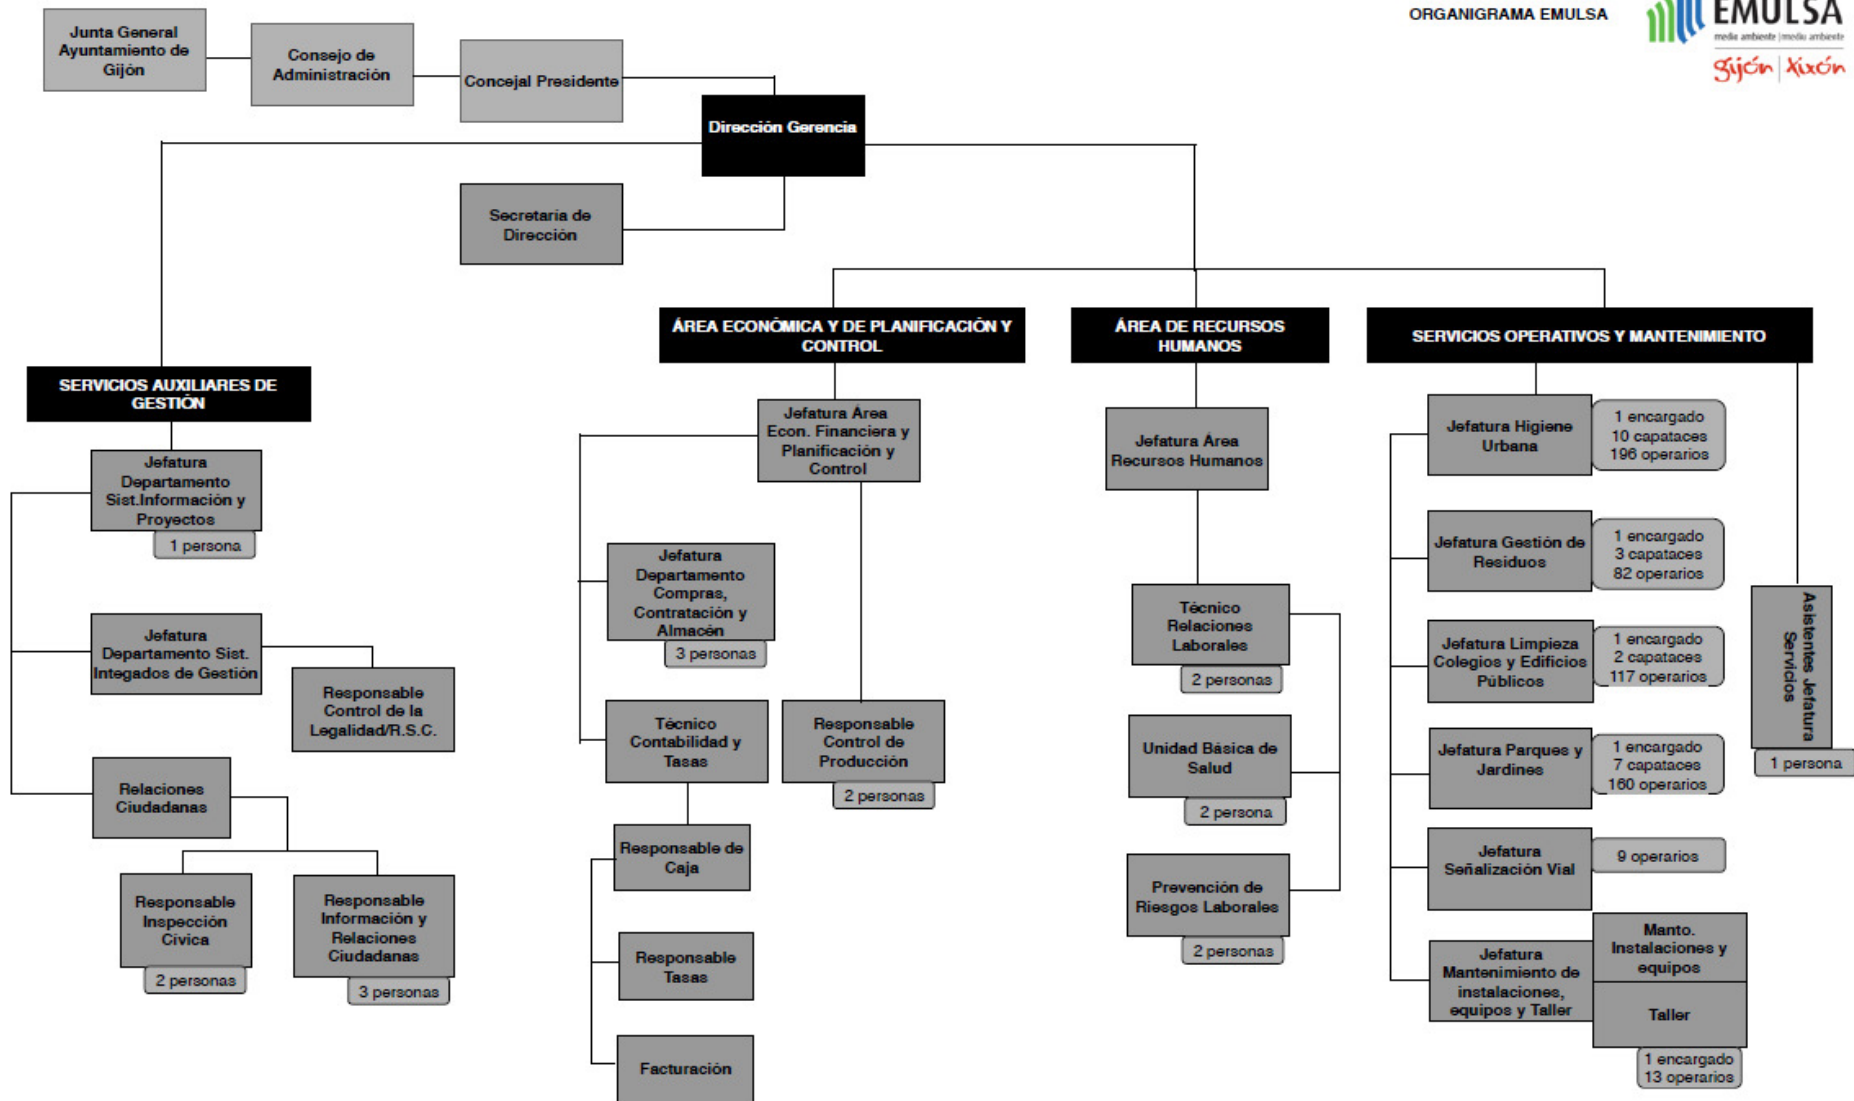 ORGANIGRAMA EMULSA
EMULSA
medio ambiente | mediu ambiente
gijón | xixón
Junta General
Ayuntamiento de
Gijón
Consejo de
Administración
Concejal Presidente
Dirección Gerencia
Secretaria de
Dirección
SERVICIOS AUXILIARES DE
GESTIÓN
Jefatura
Departamento
Sist.Información y
Proyectos
1 persona
Jefatura
Departamento Sist.
Integados de Gestión
Responsable
Control de la
Legalidad/R.S.C.
Relaciones
Ciudadanas
Responsable
Inspección
Cívica
2 personas
Responsable
Información y
Relaciones
Ciudadanas
3 personas
ÁREA ECONÓMICA Y DE PLANIFICACIÓN Y
CONTROL
Jefatura Área
Econ. Financiera y
Planificación y
Control
Jefatura
Departamento
Compras,
Contratación y
Almacén
3 personas
Técnico
Contabilidad y
Tasas
Responsable
Control de
Producción
2 personas
Responsable de
Caja
Responsable
Tasas
Facturación
ÁREA DE RECURSOS
HUMANOS
Jefatura Área
Recursos Humanos
Técnico
Relaciones
Laborales
2 personas
Unidad Básica de
Salud
2 persona
Prevención de
Riesgos Laborales
2 personas
SERVICIOS OPERATIVOS Y MANTENIMIENTO
Jefatura Higiene
Urbana
1 encargado
10 capataces
196 operarios
Jefatura Gestión de
Residuos
1 encargado
3 capataces
82 operarios
Jefatura Limpieza
Colegios y Edificios
Públicos
1 encargado
2 capataces
117 operarios
Jefatura Parques y
Jardines
1 encargado
7 capataces
160 operarios
Jefatura
Señalización Vial
9 operarios
Jefatura
Mantenimiento de
instalaciones,
equipos y Taller
Manto.
Instalaciones y
equipos
Taller
1 encargado
13 operarios
Asistentes Jefatura
Servicios
1 persona